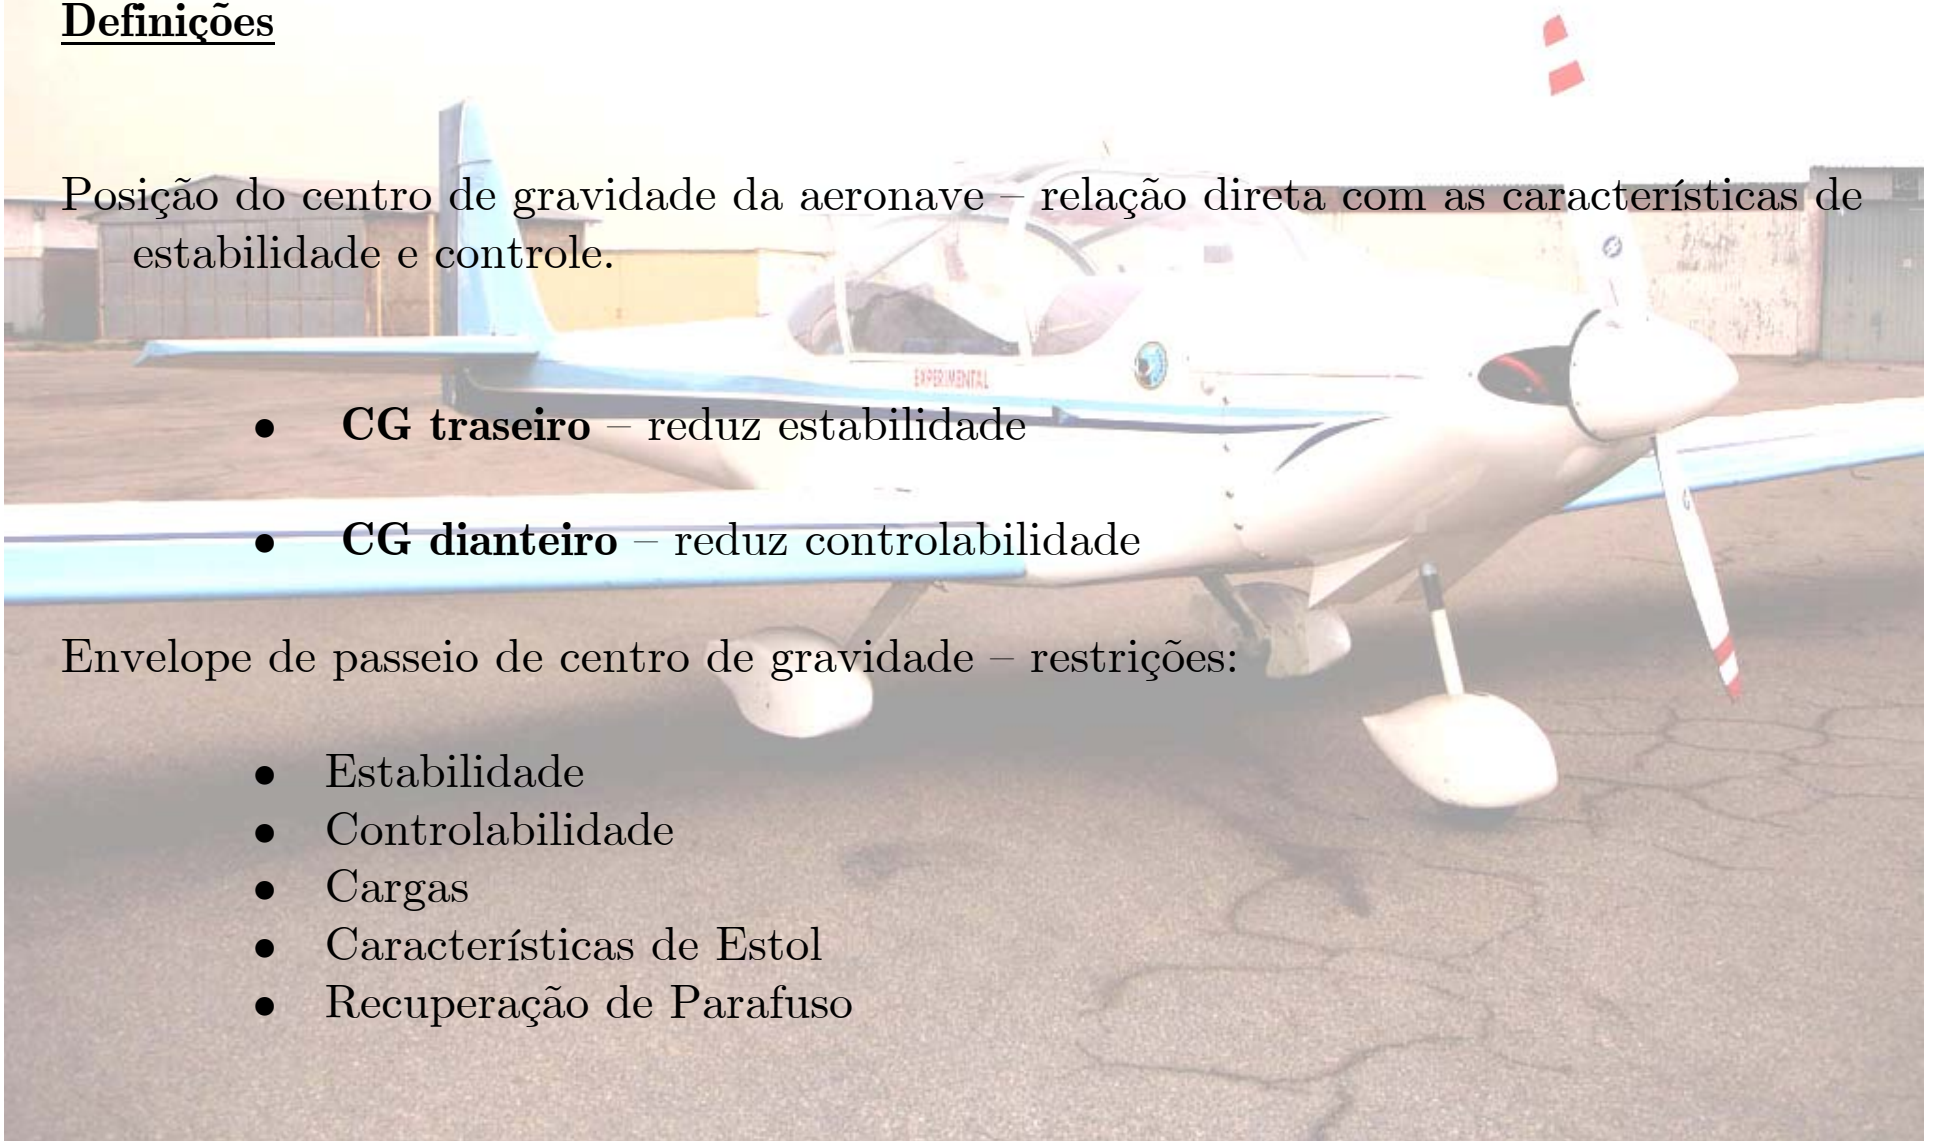 Definições
Posição do centro de gravidade da aeronave – relação direta com as características de
estabilidade e controle.
EXPERIMENTAL
● CG traseiro – reduz estabilidade
● CG dianteiro – reduz controlabilidade
Envelope de passeio de centro de gravidade – restrições:
● Estabilidade
● Controlabilidade
● Cargas
● Características de Estol
● Recuperação de Parafuso